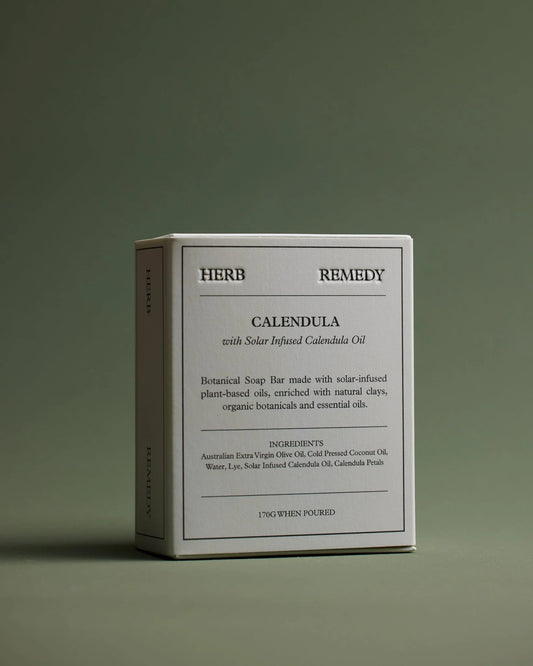 HERB REMEDY
CALENDULA
with Solar Infused Calendula Oil
Botanical Soap Bar made with solar-infused
plant-based oils, enriched with natural clays,
organic botanicals and essential oils.
INGREDIENTS
Australian Extra Virgin Olive Oil, Cold Pressed Coconut Oil,
Water, Lye, Solar Infused Calendula Oil, Calendula Petals
170G WHEN POURED
HERB REMEDY